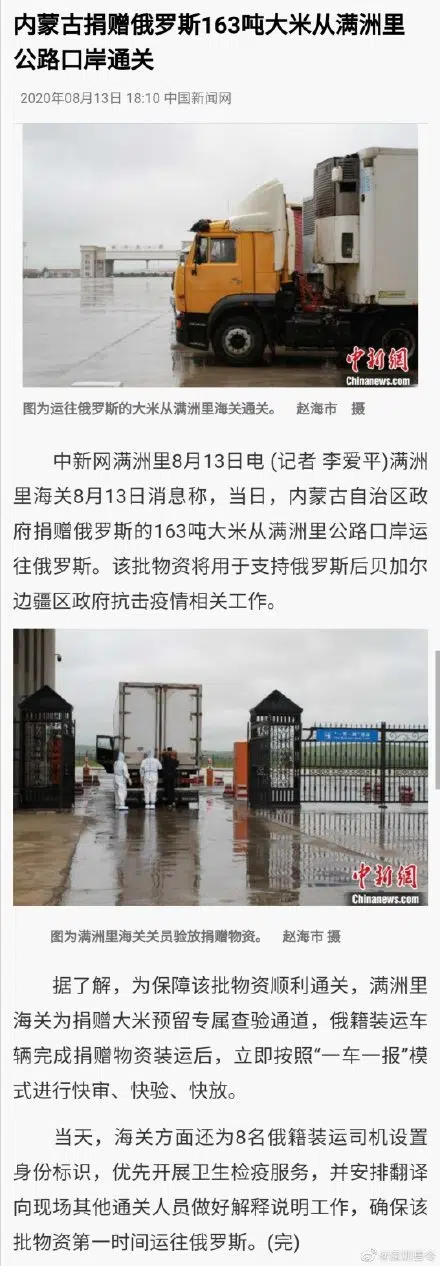 内蒙古捐赠俄罗斯163吨大米从满洲里
公路口岸通关
2020年08月13日 18:10 中国新闻网
中新网
Chinanews.com
图为运往俄罗斯的大米从满洲里海关通关。 赵海市 摄
中新网满洲里8月13日电 (记者 李爱平)满洲
里海关8月13日消息称，当日，内蒙古自治区政
府捐赠俄罗斯的163吨大米从满洲里公路口岸运
往俄罗斯。该批物资将用于支持俄罗斯后贝加尔
边疆区政府抗击疫情相关工作。
中新网
Chinanews.com
图为满洲里海关关员验放捐赠物资。 赵海市 摄
据了解，为保障该批物资顺利通关，满洲里
海关为捐赠大米预留专属查验通道，俄籍装运车
辆完成捐赠物资装运后，立即按照“一车一报”模
式进行快审、快验、快放。
当天，海关方面还为8名俄籍装运司机设置
身份标识，优先开展卫生检疫服务，并安排翻译
向现场其他通关人员做好解释说明工作，确保该
批物资第一时间运往俄罗斯。(完)